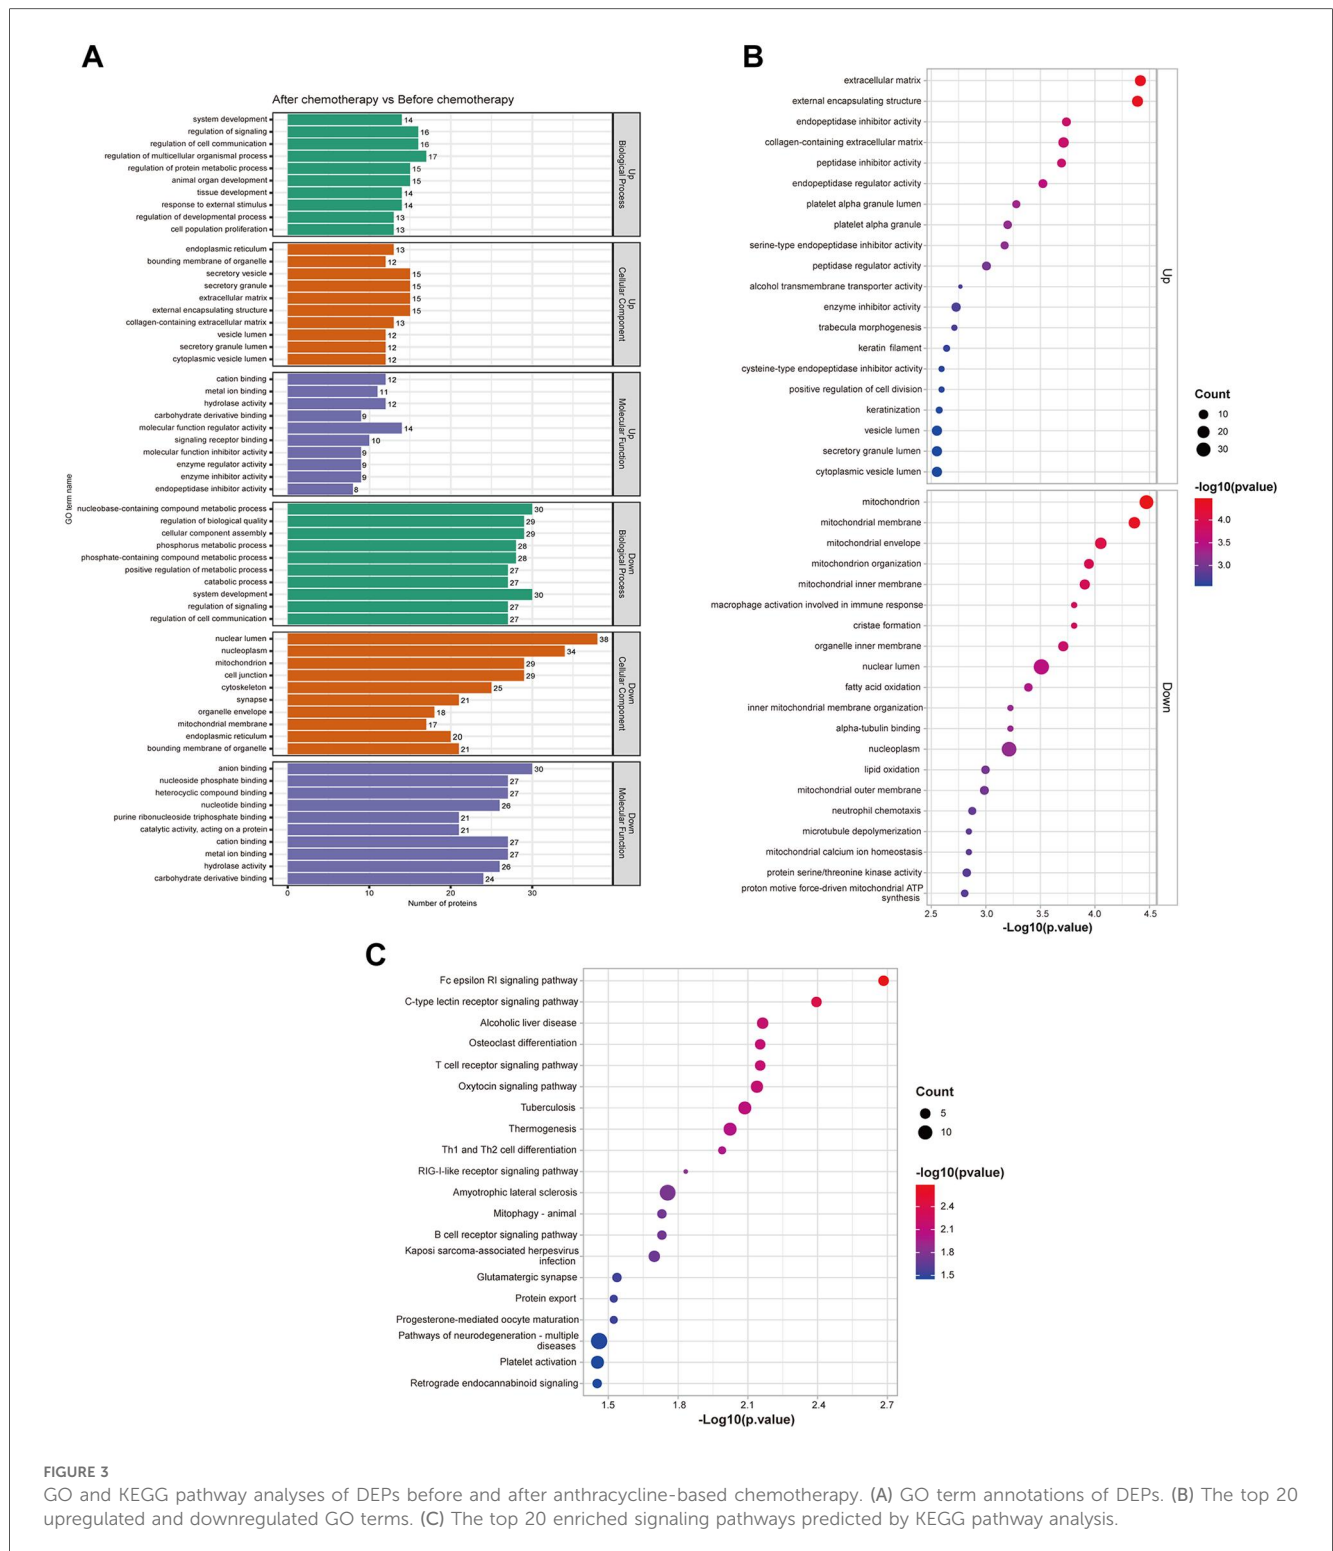 A
After chemotherapy vs Before chemotherapy
system development 14
regulation of signaling 16
regulation of cell communication 16
regulation of multicellular organismal process 17
regulation of protein metabolic process 15
animal organ development 15
tissue development 14
response to external stimulus 14
regulation of developmental process 13
cell population proliferation 13
Up
Biological Process
endoplasmic reticulum 13
bounding membrane of organelle 12
secretory vesicle 15
secretory granule 15
extracellular matrix 15
external encapsulating structure 15
collagen-containing extracellular matrix 13
vesicle lumen 12
secretory granule lumen 12
cytoplasmic vesicle lumen 12
Up
Cellular Component
cation binding 12
metal ion binding 11
hydrolase activity 12
carbohydrate derivative binding 9
molecular function regulator activity 14
signaling receptor binding 10
molecular function inhibitor activity 9
enzyme regulator activity 9
enzyme inhibitor activity 9
endopeptidase inhibitor activity 8
Up
Molecular Function
GO term name
nucleobase-containing compound metabolic process 30
regulation of biological quality 29
cellular component assembly 29
phosphorus metabolic process 28
phosphate-containing compound metabolic process 28
positive regulation of metabolic process 27
catabolic process 27
system development 30
regulation of signaling 27
regulation of cell communication 27
Down
Biological Process
nuclear lumen 38
nucleoplasm 34
mitochondrion 29
cell junction 29
cytoskeleton 25
synapse 21
organelle envelope 18
mitochondrial membrane 17
endoplasmic reticulum 20
bounding membrane of organelle 21
Down
Cellular Component
anion binding 30
nucleoside phosphate binding 27
heterocyclic compound binding 27
nucleotide binding 26
purine ribonucleoside triphosphate binding 21
catalytic activity, acting on a protein 21
cation binding 27
metal ion binding 27
hydrolase activity 26
carbohydrate derivative binding 24
Down
Molecular Function
0 10 20 30
Number of proteins
B
extracellular matrix
external encapsulating structure
endopeptidase inhibitor activity
collagen-containing extracellular matrix
peptidase inhibitor activity
endopeptidase regulator activity
platelet alpha granule lumen
platelet alpha granule
serine-type endopeptidase inhibitor activity
peptidase regulator activity
alcohol transmembrane transporter activity
enzyme inhibitor activity
trabecula morphogenesis
keratin filament
cysteine-type endopeptidase inhibitor activity
positive regulation of cell division
keratinization
vesicle lumen
secretory granule lumen
cytoplasmic vesicle lumen
Up
mitochondrion
mitochondrial membrane
mitochondrial envelope
mitochondrion organization
mitochondrial inner membrane
macrophage activation involved in immune response
cristae formation
organelle inner membrane
nuclear lumen
fatty acid oxidation
inner mitochondrial membrane organization
alpha-tubulin binding
nucleoplasm
lipid oxidation
mitochondrial outer membrane
neutrophil chemotaxis
microtubule depolymerization
mitochondrial calcium ion homeostasis
protein serine/threonine kinase activity
proton motive force-driven mitochondrial ATP
synthesis
Down
2.5 3.0 3.5 4.0 4.5
-Log10(p.value)
Count
10
20
30
-log10(pvalue)
4.0
3.5
3.0
C
Fc epsilon RI signaling pathway
C-type lectin receptor signaling pathway
Alcoholic liver disease
Osteoclast differentiation
T cell receptor signaling pathway
Oxytocin signaling pathway
Tuberculosis
Thermogenesis
Th1 and Th2 cell differentiation
RIG-I-like receptor signaling pathway
Amyotrophic lateral sclerosis
Mitophagy - animal
B cell receptor signaling pathway
Kaposi sarcoma-associated herpesvirus
infection
Glutamatergic synapse
Protein export
Progesterone-mediated oocyte maturation
Pathways of neurodegeneration - multiple
diseases
Platelet activation
Retrograde endocannabinoid signaling
1.5 1.8 2.1 2.4 2.7
-Log10(p.value)
Count
5
10
-log10(pvalue)
2.4
2.1
1.8
1.5
FIGURE 3
GO and KEGG pathway analyses of DEPs before and after anthracycline-based chemotherapy. (A) GO term annotations of DEPs. (B) The top 20
upregulated and downregulated GO terms. (C) The top 20 enriched signaling pathways predicted by KEGG pathway analysis.